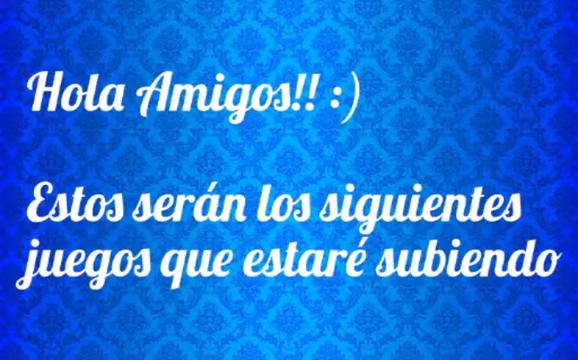 Hola Amigos!! :)
Estos serán los siguientes
juegos que estaré subiendo